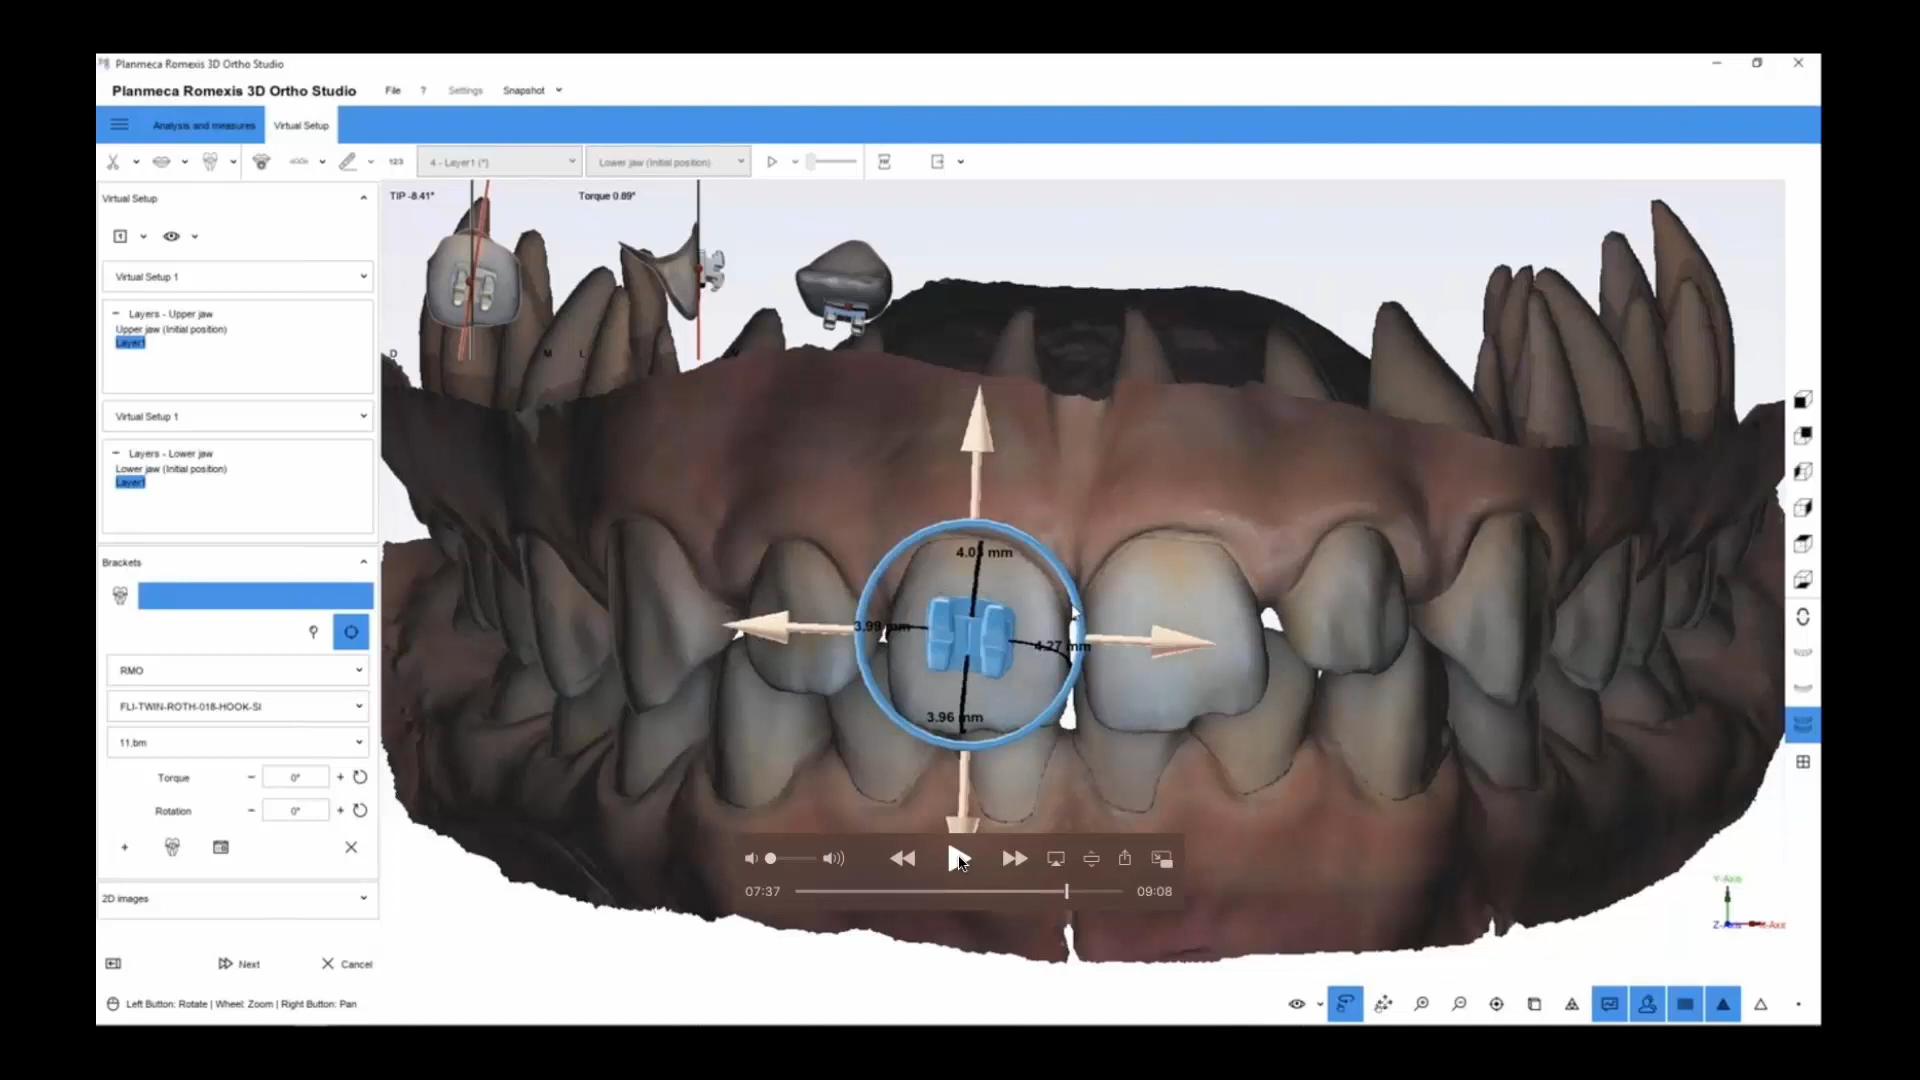 Planmeca Romexis 3D Ortho Studio
Planmeca Romexis 3D Ortho Studio File ? Settings Snapshot
Analysis and measures Virtual Setup
123 4 - Layer1 (*) Lower jaw (Initial position)
Virtual Setup
TIP -8.41° Torque 0.89°
Virtual Setup 1
Layers - Upper jaw
Upper jaw (Initial position)
Layer1
D M L
Virtual Setup 1
Layers - Lower jaw
Lower jaw (Initial position)
Layer1
Brackets
mm
3.99 mm
4.27 mm
3.96 mm
RMO
FLI-TWIN-ROTH-018-HOOK-SI
11.bm
Torque - 0° +
Rotation - 0° +
07:37 09:08
2D images
Y-Axis
Next Cancel
Left Button: Rotate | Wheel: Zoom | Right Button: Pan